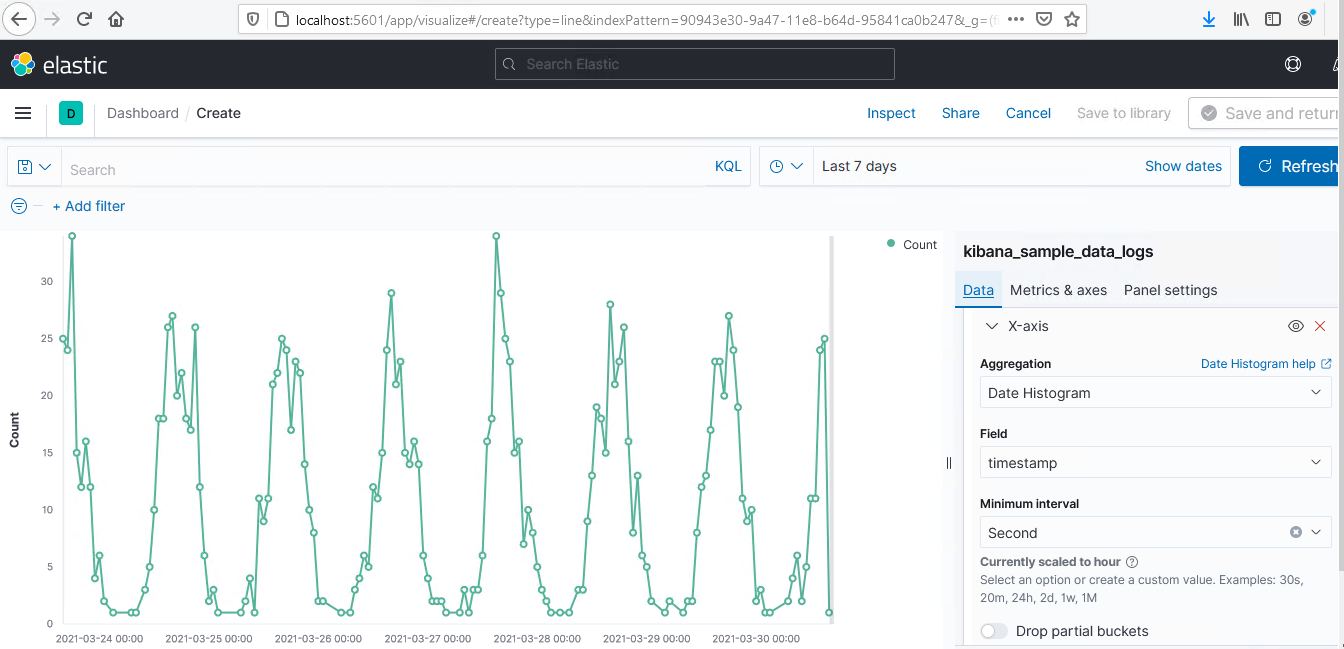 localhost:5601/app/visualize#/create?type=line&indexPattern=90943e30-9a47-11e8-b64d-95841ca0b247&_g=(f
elastic
Search Elastic
D Dashboard / Create Inspect Share Cancel Save to library Save and return
Search KQL Last 7 days Show dates Refresh
+ Add filter
Count
Count
30
25
20
15
10
5
0
2021-03-24 00:00 2021-03-25 00:00 2021-03-26 00:00 2021-03-27 00:00 2021-03-28 00:00 2021-03-29 00:00 2021-03-30 00:00
kibana_sample_data_logs
Data Metrics & axes Panel settings
X-axis
Aggregation Date Histogram help
Date Histogram
Field
timestamp
Minimum interval
Second
Currently scaled to hour
Select an option or create a custom value. Examples: 30s,
20m, 24h, 2d, 1w, 1M
Drop partial buckets